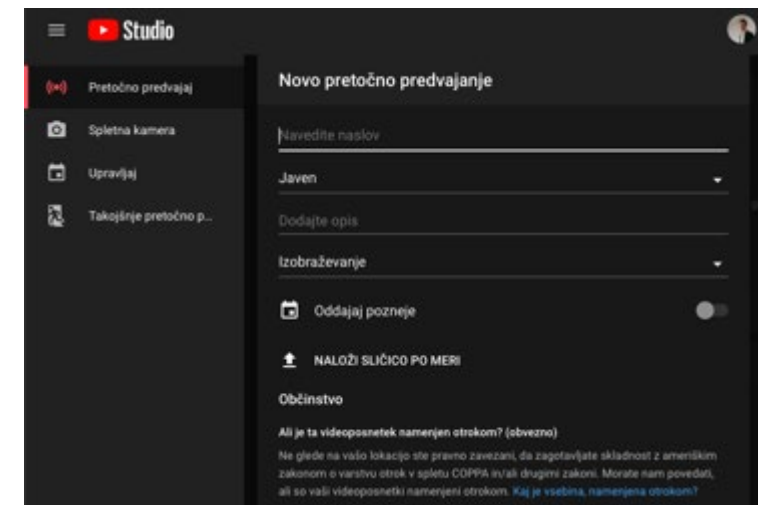 Studio
Pretočno predvajaj
Spletna kamera
Upravljaj
Takojšnje pretočno p...
Novo pretočno predvajanje
Navedite naslov
Javen
Dodajte opis
Izobraževanje
Oddajaj pozneje
NALOŽI SLIČICO PO MERI
Občinstvo
Ali je ta videoposnetek namenjen otrokom? (obvezno)
Ne glede na vašo lokacijo ste pravno zavezani, da zagotavljate skladnost z ameriškim
zakonom o varstvu otrok v spletu COPPA in/ali drugimi zakoni. Morate nam povedati,
ali so vaši videoposnetki namenjeni otrokom. Kaj je vsebina, namenjena otrokom?